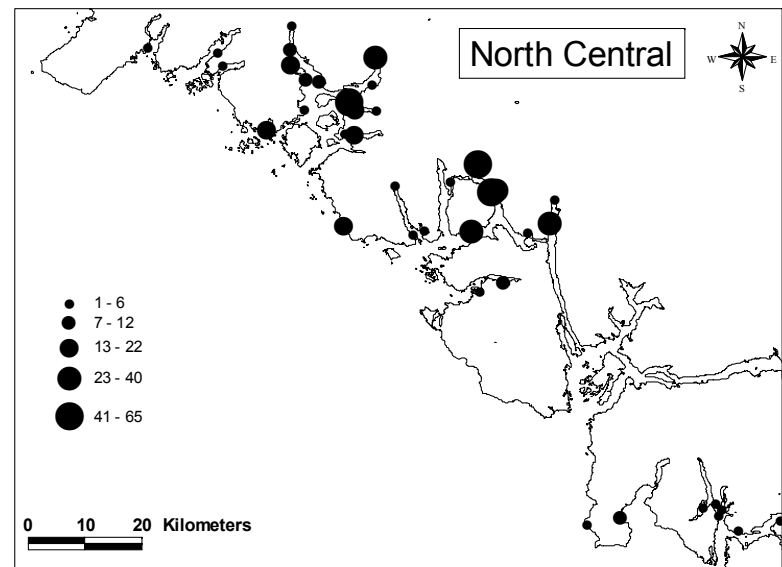 North Central
N
W E
S
1 - 6
7 - 12
13 - 22
23 - 40
41 - 65
0 10 20 Kilometers